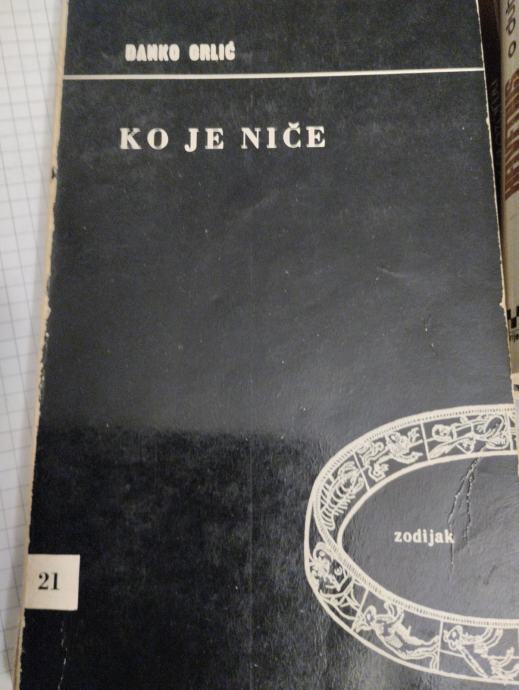 DANKO GRLIĆ
KO JE NIČE
zodijak
21